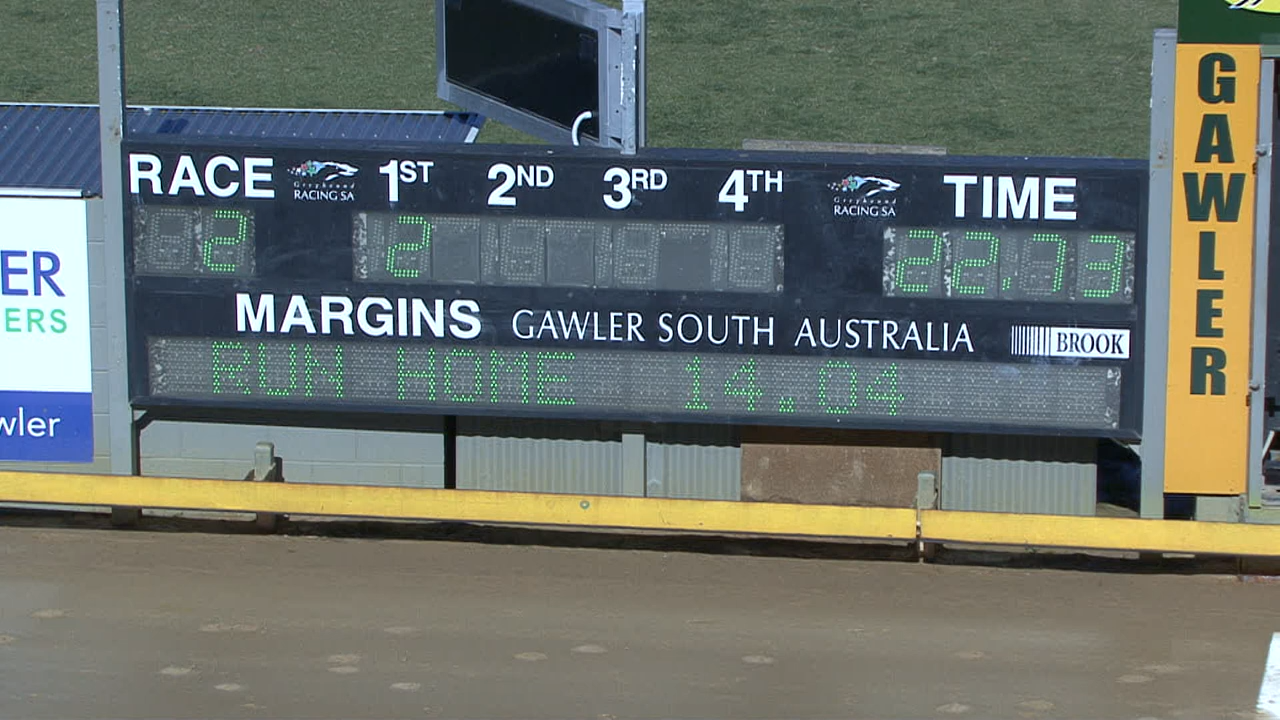 RACE 1ST 2ND 3RD 4TH TIME
Greyhound RACING SA
Greyhound RACING SA
2 2 22.73
MARGINS GAWLER SOUTH AUSTRALIA BROOK
RUN HOME 14.04
GAWLER
ER
ERS
wler